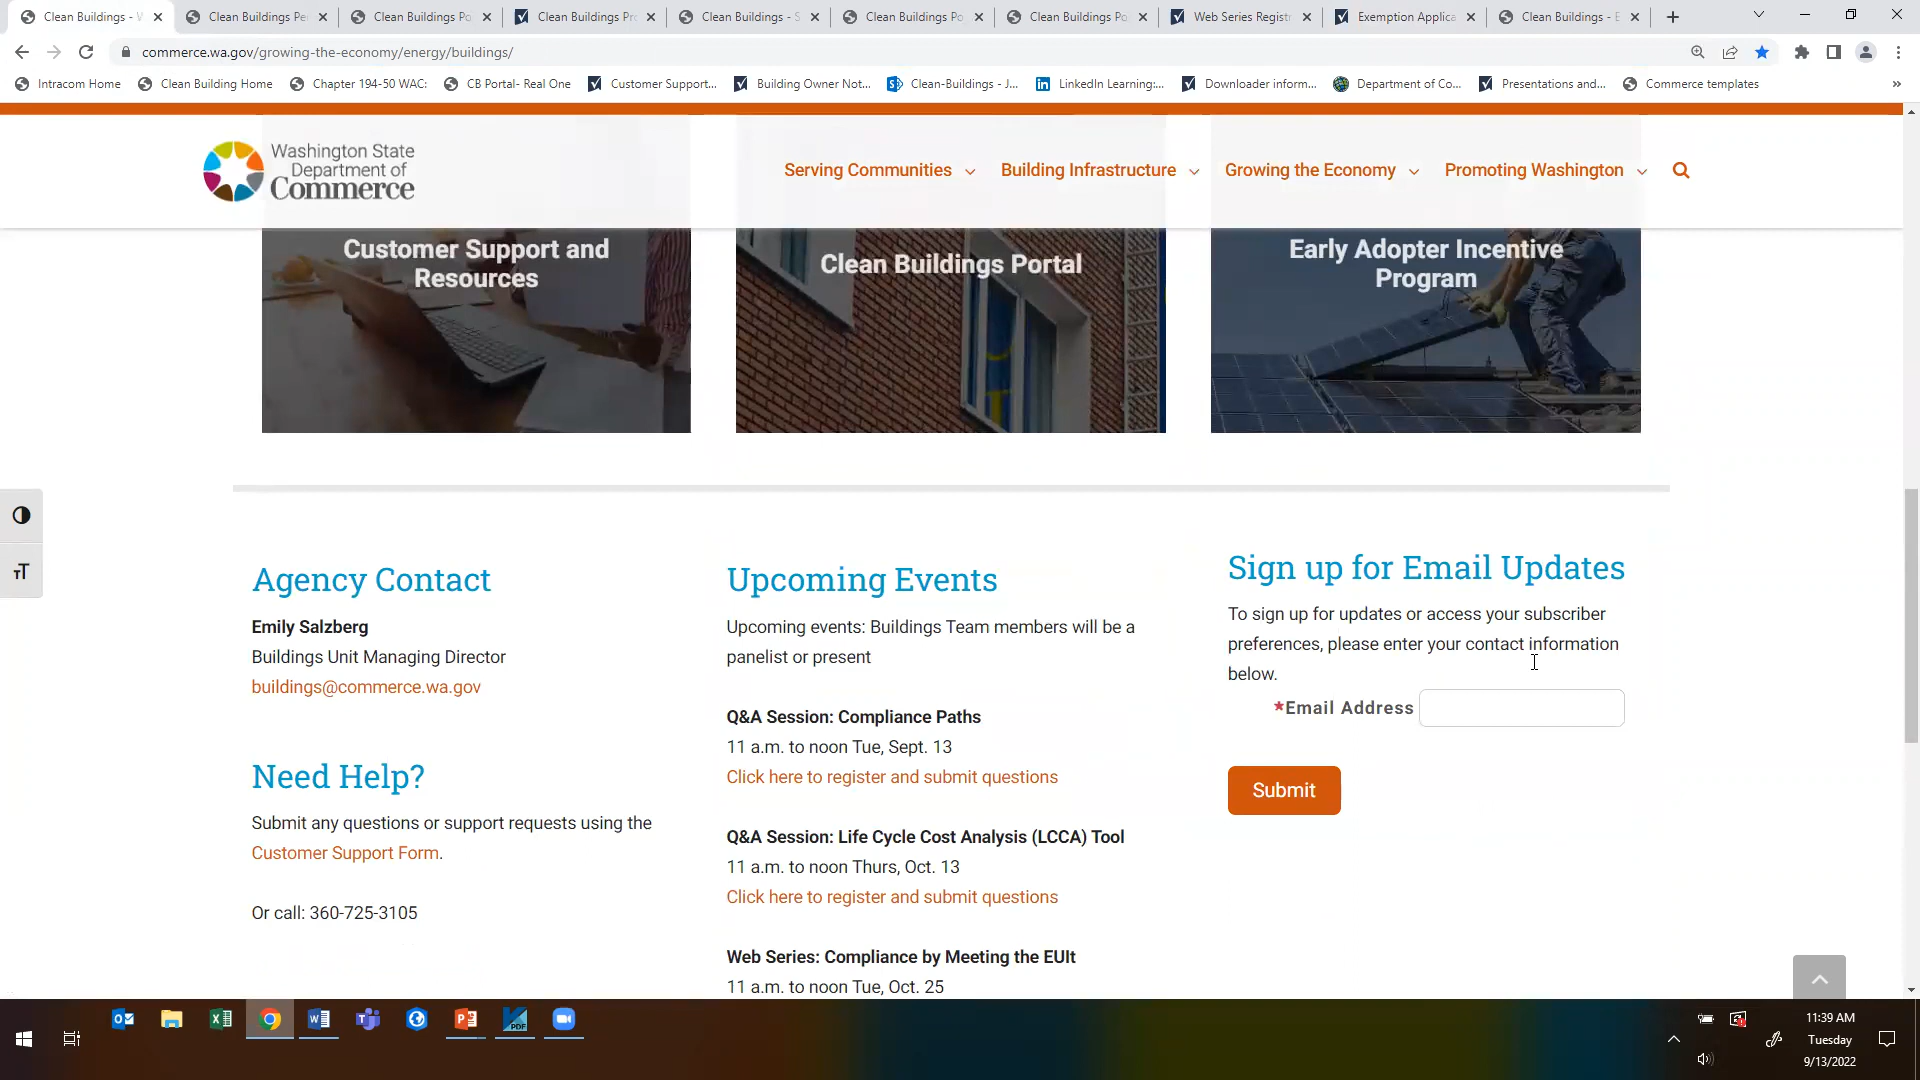 Clean Buildings - W
Clean Buildings Pe
Clean Buildings Po
Clean Buildings Pr
Clean Buildings - S
Clean Buildings Po
Clean Buildings Po
Web Series Regist
Exemption Applica
Clean Buildings - E
commerce.wa.gov/growing-the-economy/energy/buildings/
Intracom Home
Clean Building Home
Chapter 194-50 WAC:
CB Portal- Real One
Customer Support...
Building Owner Not...
Clean-Buildings - J...
LinkedIn Learning:...
Downloader inform...
Department of Co...
Presentations and...
Commerce templates
»
Washington State
Department of
Commerce
Serving Communities
Building Infrastructure
Growing the Economy
Promoting Washington
Customer Support and
Resources
Clean Buildings Portal
Early Adopter Incentive
Program
Agency Contact
Emily Salzberg
Buildings Unit Managing Director
buildings@commerce.wa.gov
Need Help?
Submit any questions or support requests using the
Customer Support Form.
Or call: 360-725-3105
Upcoming Events
Upcoming events: Buildings Team members will be a
panelist or present
Q&A Session: Compliance Paths
11 a.m. to noon Tue, Sept. 13
Click here to register and submit questions
Q&A Session: Life Cycle Cost Analysis (LCCA) Tool
11 a.m. to noon Thurs, Oct. 13
Click here to register and submit questions
Web Series: Compliance by Meeting the EUIt
11 a.m. to noon Tue, Oct. 25
Sign up for Email Updates
To sign up for updates or access your subscriber
preferences, please enter your contact information
below.
*Email Address
Submit
TT
11:39 AM
Tuesday
9/13/2022